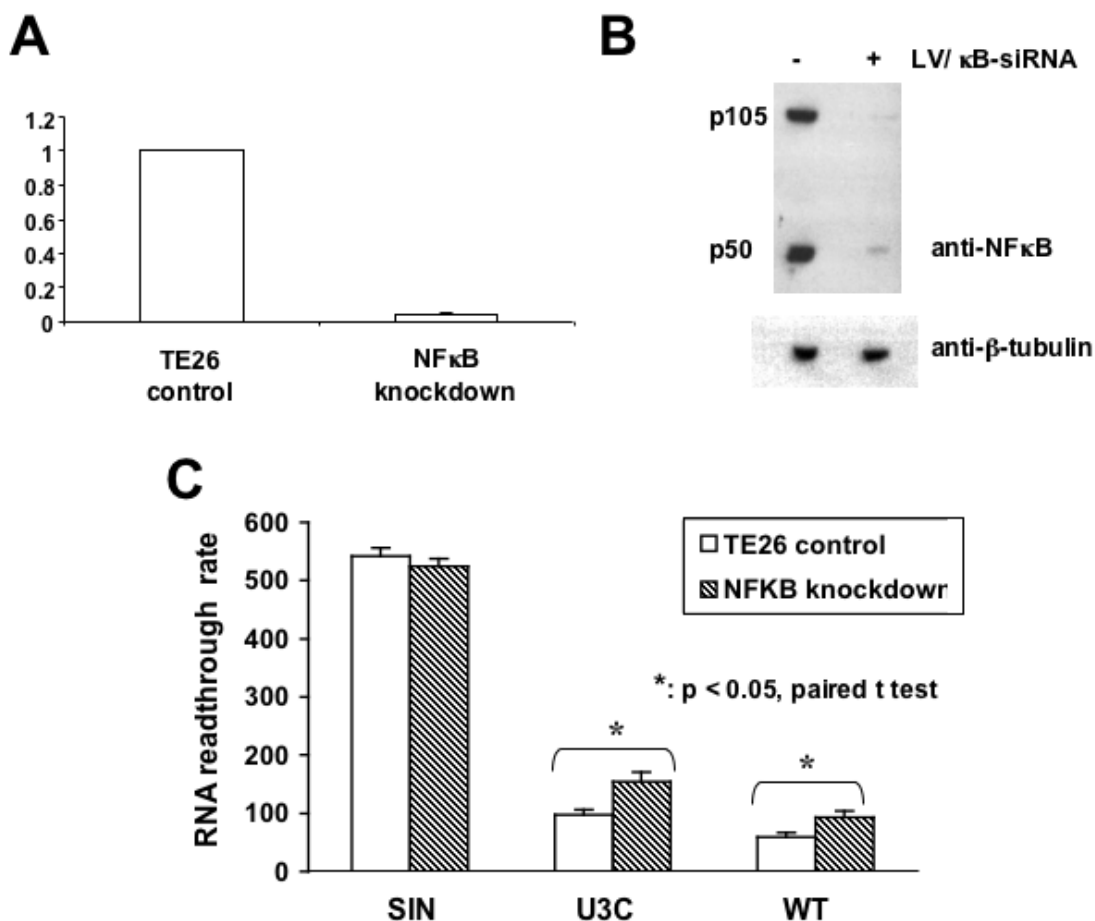 A
1.2
1
0.8
0.6
0.4
0.2
0
TE26
control
NFκB
knockdown
B
- + LV/ κB-siRNA
p105
p50
anti-NFκB
anti-β-tubulin
C
RNA readthrough rate
600
500
400
300
200
100
0
TE26 control
NFKB knockdown
*: p < 0.05, paired t test
*
*
SIN
U3C
WT